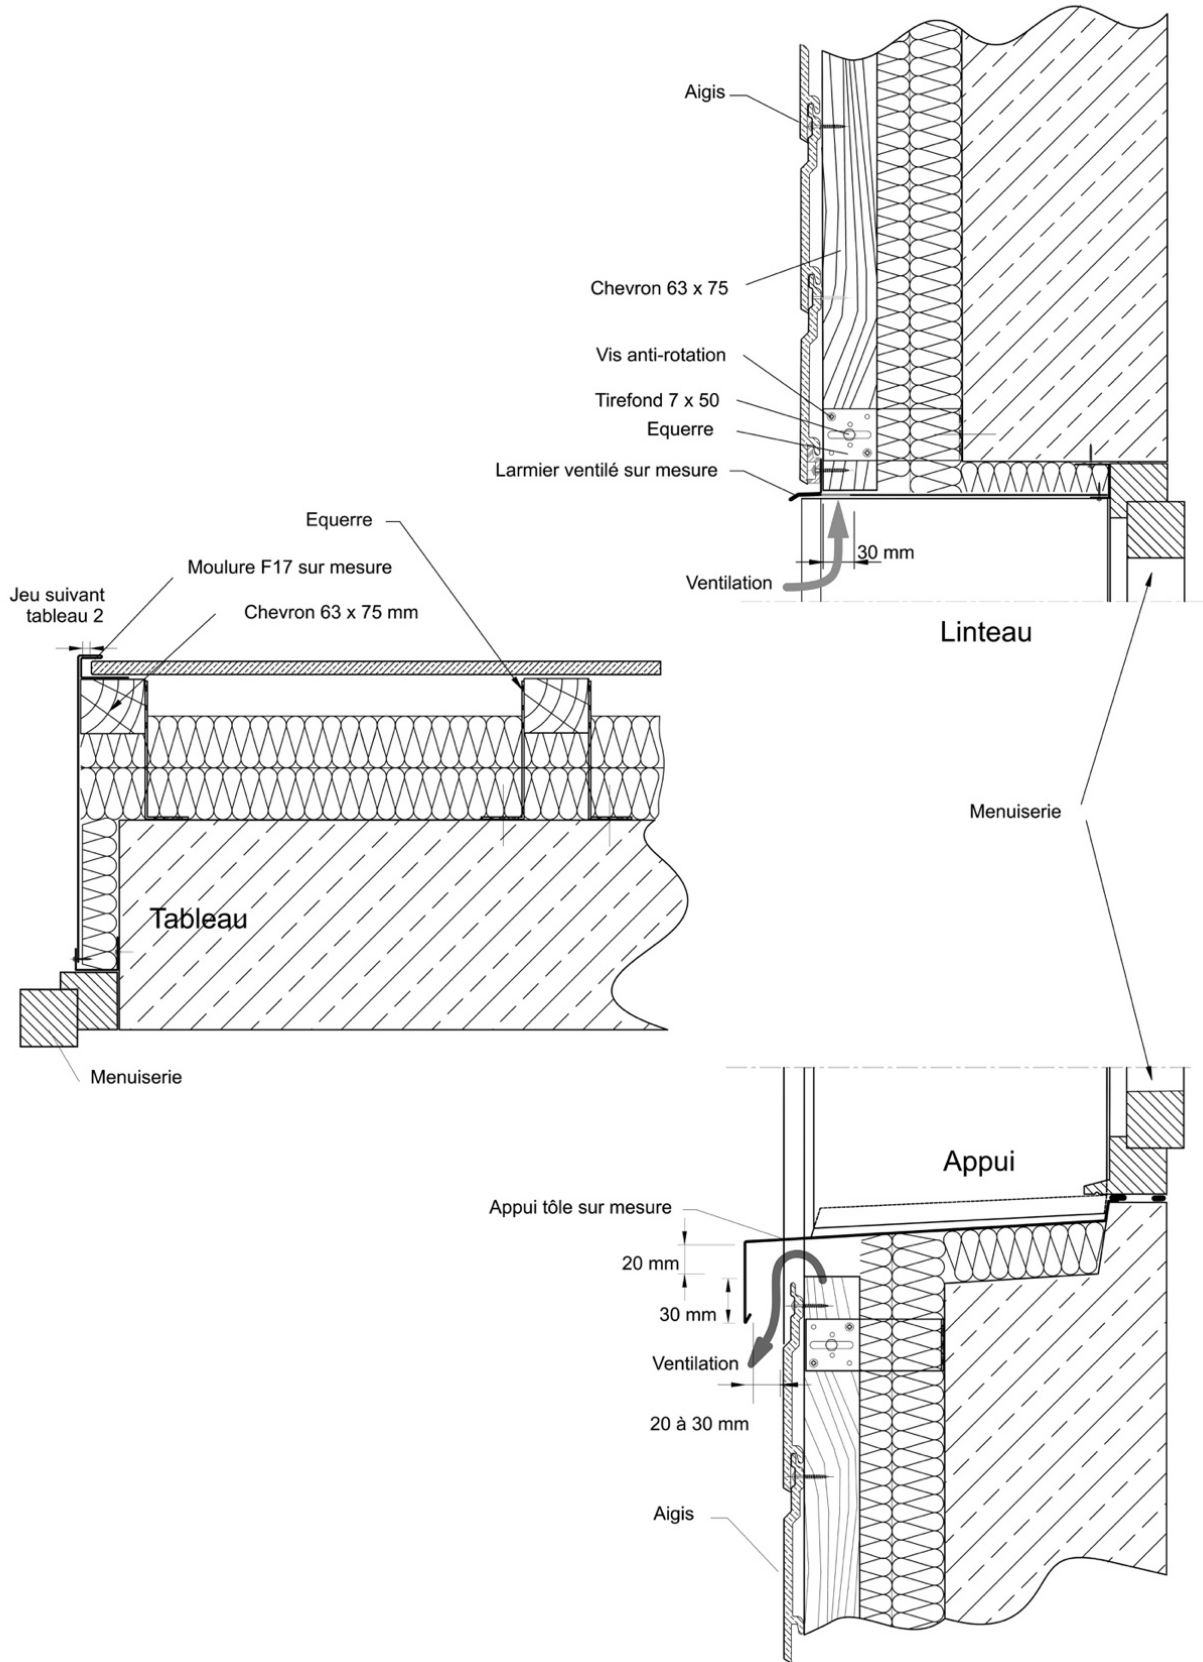 Aigis
Chevron 63 x 75
Vis anti-rotation
Tirefond 7 x 50
Equerre
Larmier ventilé sur mesure
30 mm
Ventilation
Linteau
Equerre
Moulure F17 sur mesure
Jeu suivant
tableau 2
Chevron 63 x 75 mm
Tableau
Menuiserie
Menuiserie
Appui
Appui tôle sur mesure
20 mm
30 mm
Ventilation
20 à 30 mm
Aigis